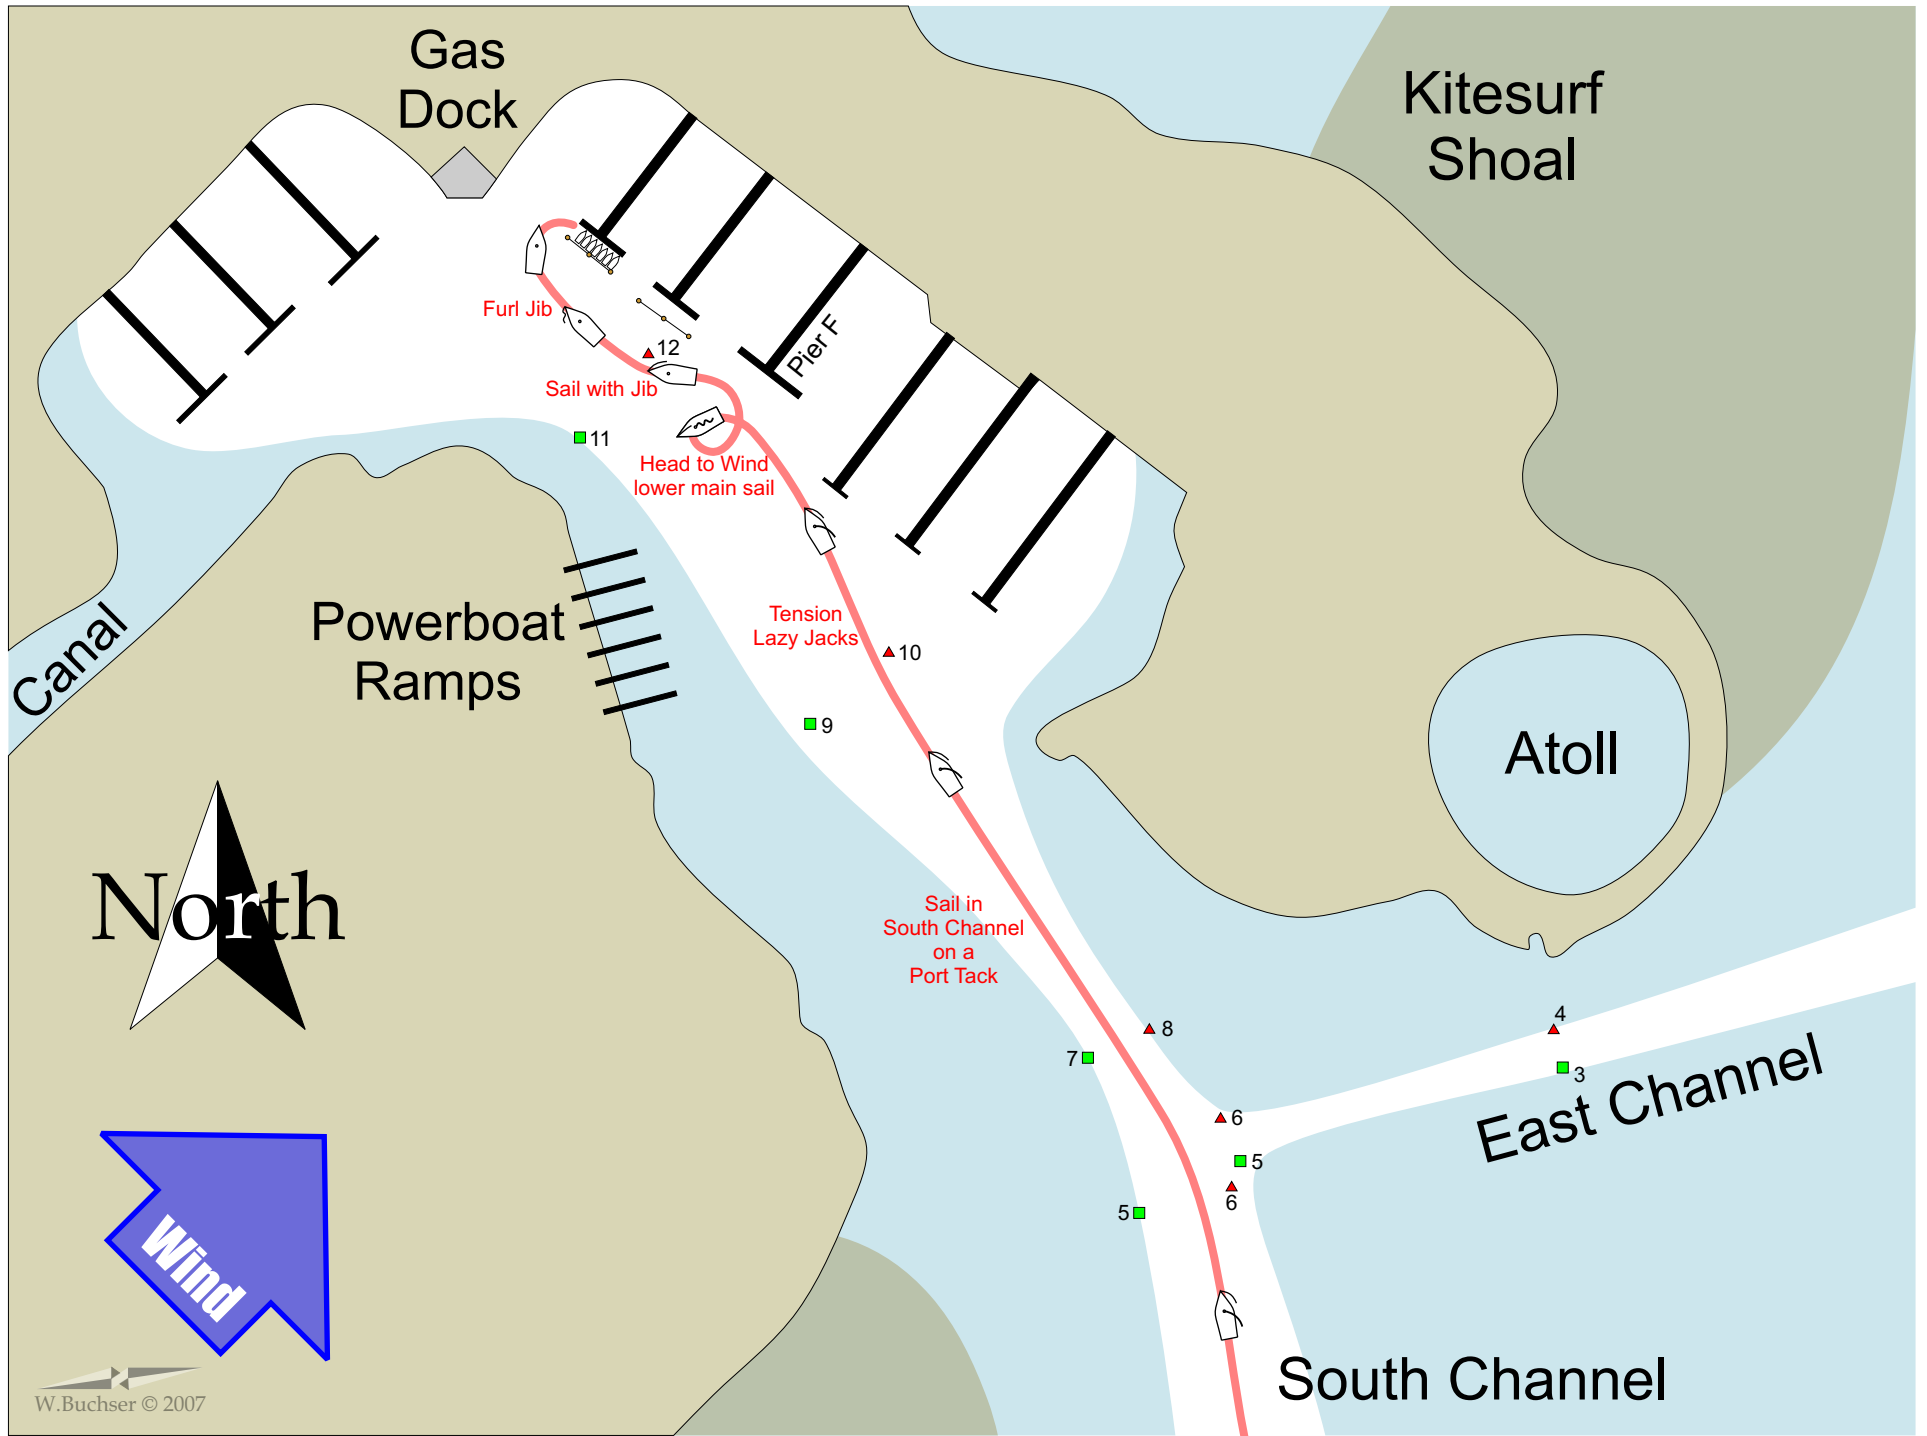 Gas
Dock
Kitesurf
Shoal
Furl Jib
12
Pier F
Sail with Jib
11
Head to Wind
lower main sail
Canal
Powerboat
Ramps
Tension
Lazy Jacks
10
9
Atoll
North
Sail in
South Channel
on a
Port Tack
8
7
4
3
East Channel
6
5
6
5
Wind
South Channel
W.Buchser © 2007